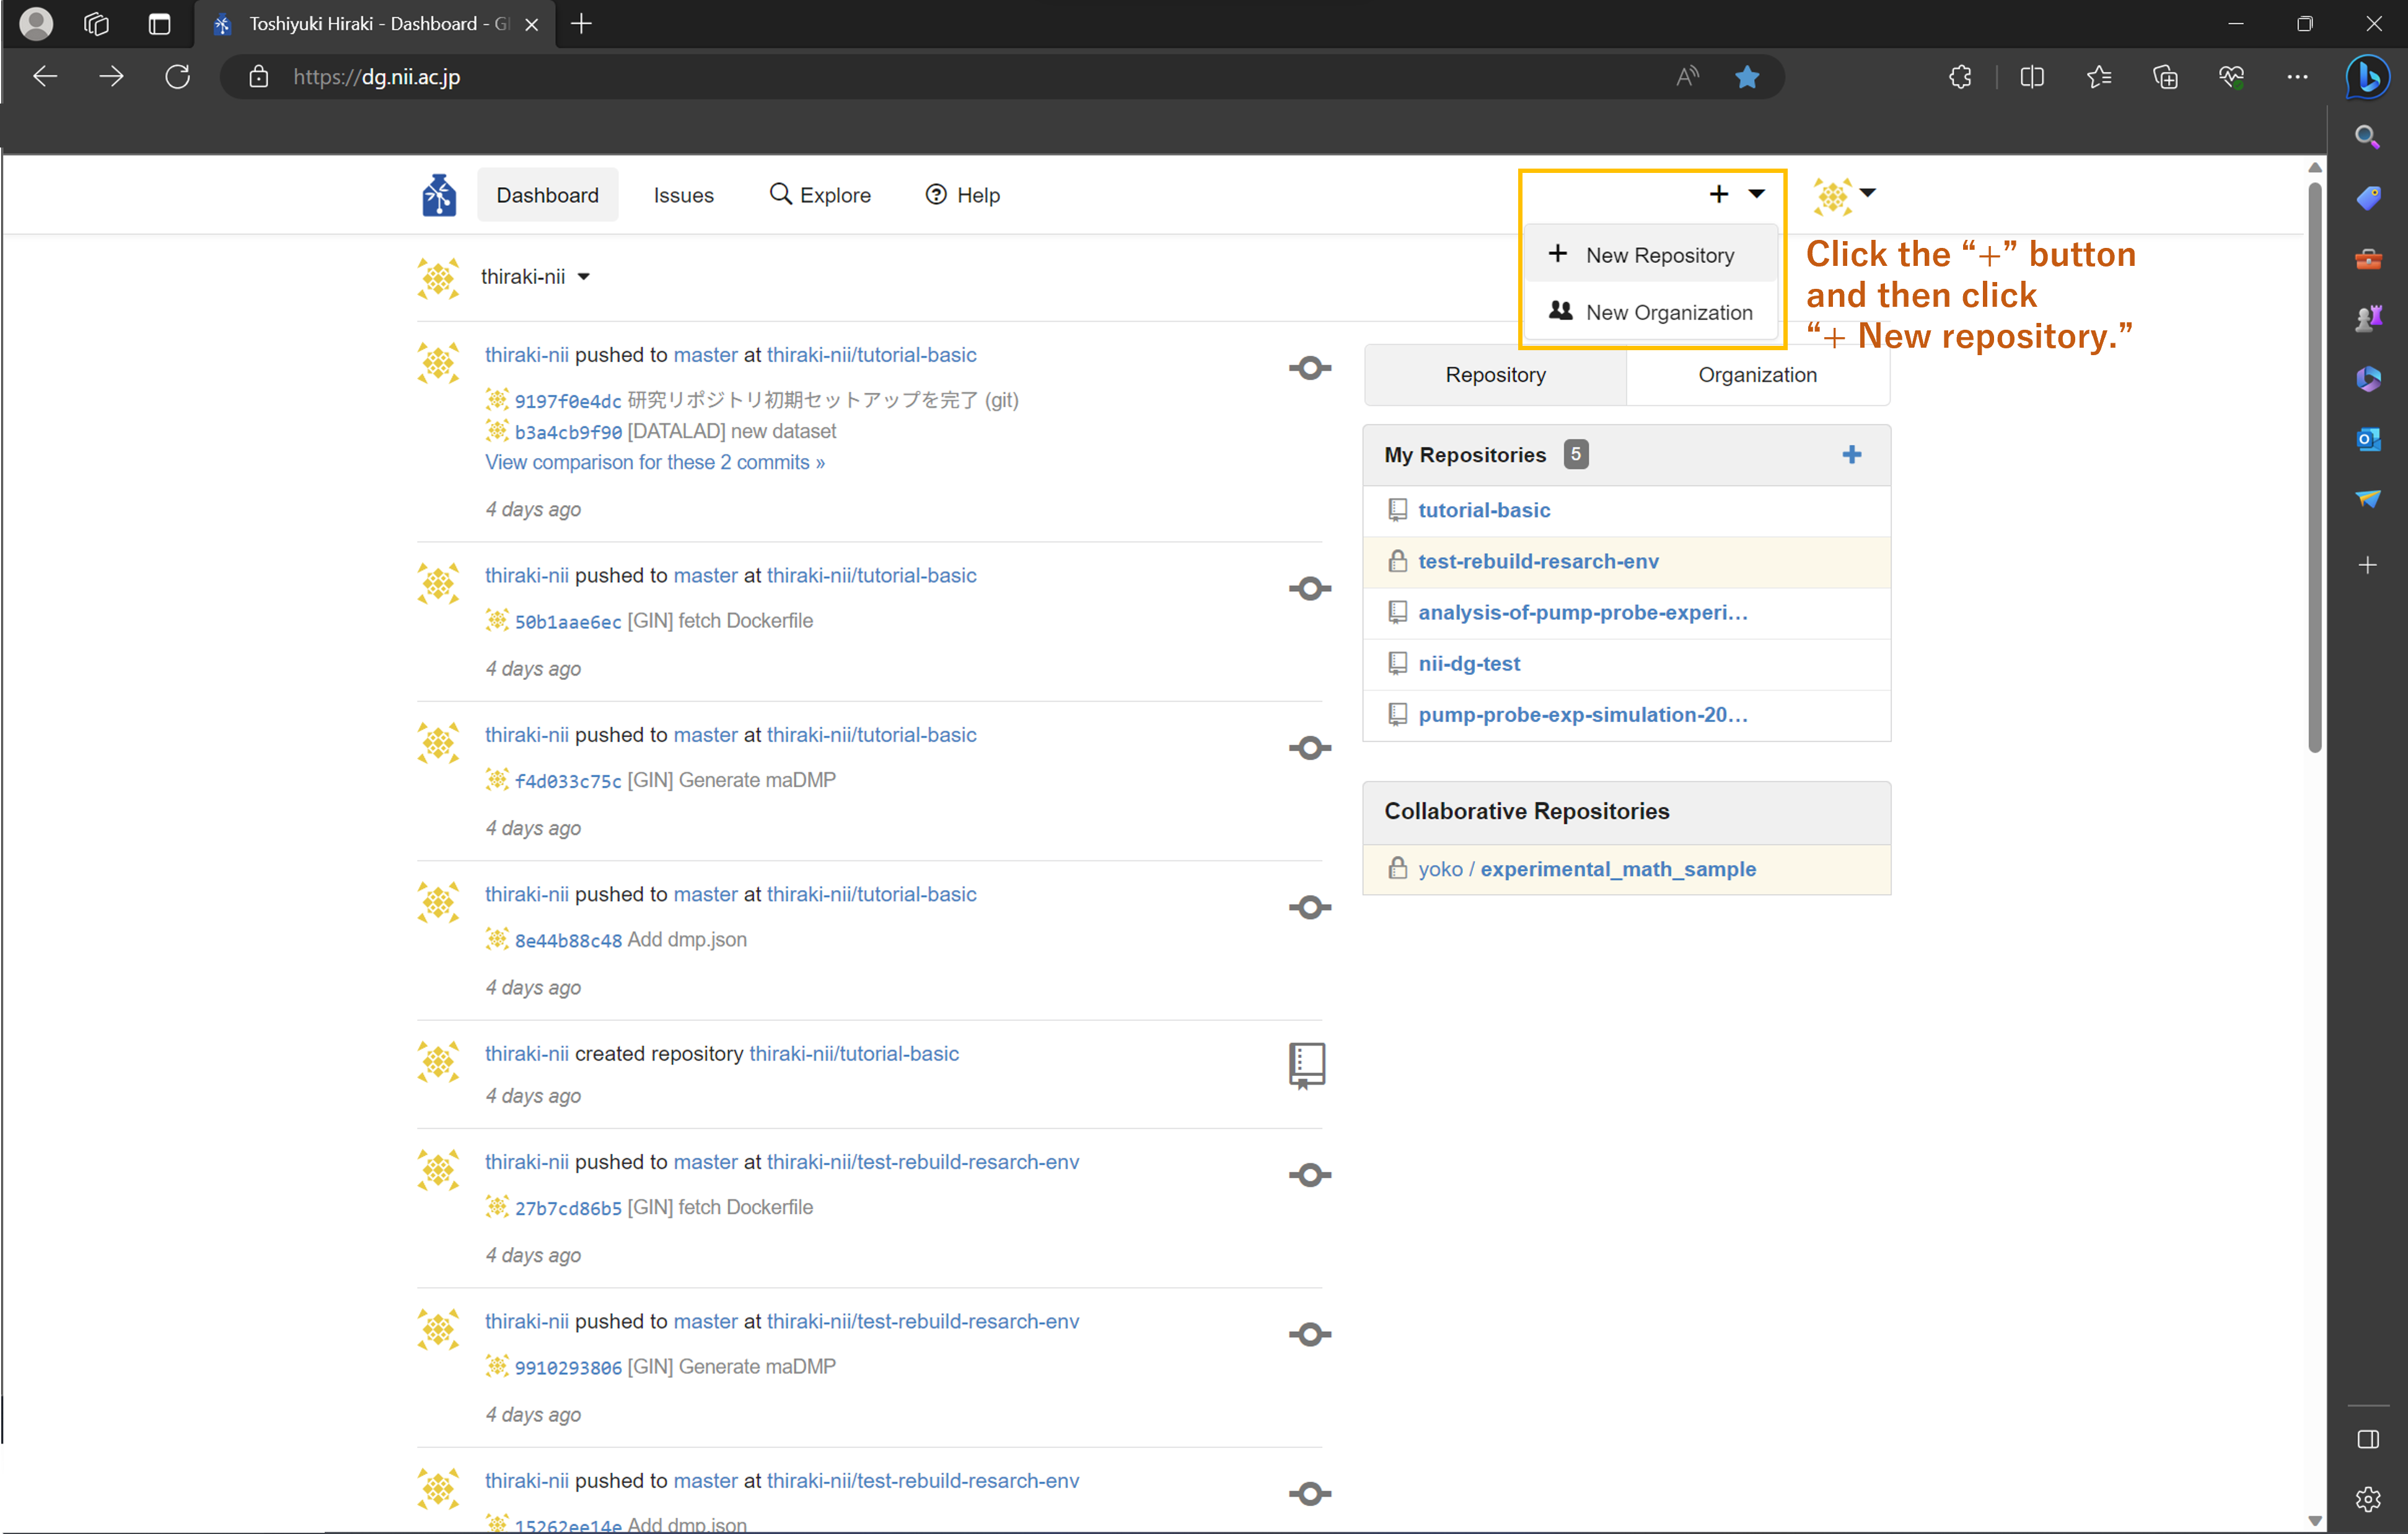 Toshiyuki Hiraki - Dashboard - G
https://dg.nii.ac.jp
Dashboard
Issues
Explore
Help
New Repository
New Organization
Click the “+” button
and then click
“+ New repository.”
thiraki-nii
thiraki-nii pushed to master at thiraki-nii/tutorial-basic
9197f0e4dc 研究リポジトリ初期セットアップを完了 (git)
b3a4cb9f90 [DATALAD] new dataset
View comparison for these 2 commits »
4 days ago
thiraki-nii pushed to master at thiraki-nii/tutorial-basic
50b1aae6ec [GIN] fetch Dockerfile
4 days ago
thiraki-nii pushed to master at thiraki-nii/tutorial-basic
f4d033c75c [GIN] Generate maDMP
4 days ago
thiraki-nii pushed to master at thiraki-nii/tutorial-basic
8e44b88c48 Add dmp.json
4 days ago
thiraki-nii created repository thiraki-nii/tutorial-basic
4 days ago
thiraki-nii pushed to master at thiraki-nii/test-rebuild-resarch-env
27b7cd86b5 [GIN] fetch Dockerfile
4 days ago
thiraki-nii pushed to master at thiraki-nii/test-rebuild-resarch-env
9910293806 [GIN] Generate maDMP
4 days ago
thiraki-nii pushed to master at thiraki-nii/test-rebuild-resarch-env
15262ee14e Add dmp.json
Repository
Organization
My Repositories 5
tutorial-basic
test-rebuild-resarch-env
analysis-of-pump-probe-experi...
nii-dg-test
pump-probe-exp-simulation-20...
Collaborative Repositories
yoko / experimental_math_sample